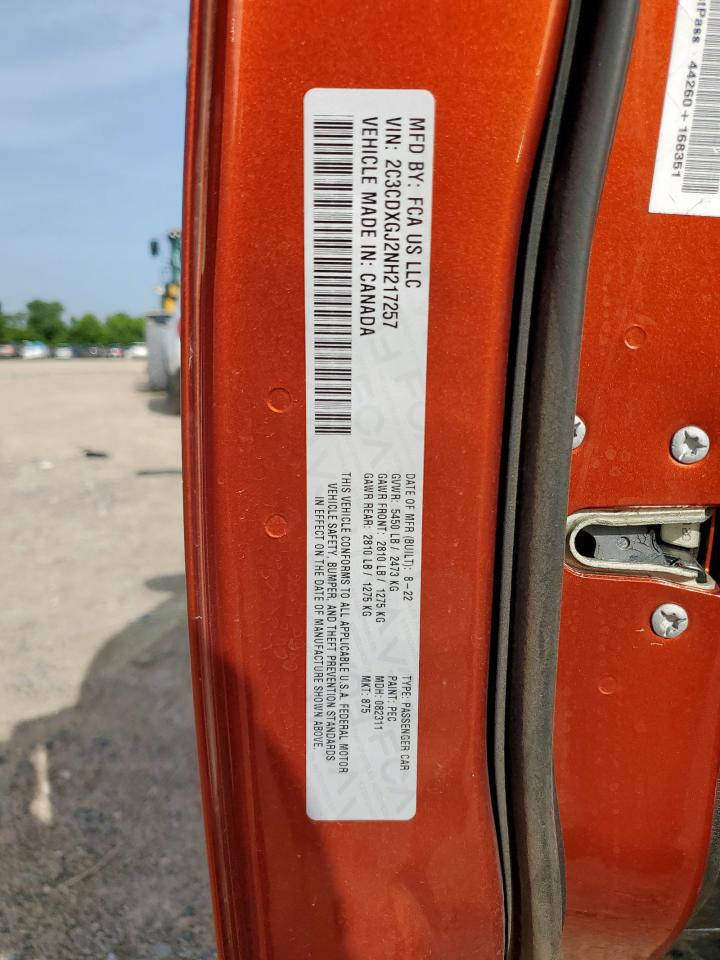 MFD BY: FCA US LLC
VIN: 2C3CDXGJ2NH217257
VEHICLE MADE IN: CANADA
DATE OF MFR (BUILT): 8-22
GVWR: 5450 LB / 2473 KG
GAWR FRONT: 2810 LB / 1275 KG
GAWR REAR: 2810 LB / 1275 KG
TYPE: PASSENGER CAR
PAINT: PEC
MDH: 082311
MKT: 875
THIS VEHICLE CONFORMS TO ALL APPLICABLE U.S.A. FEDERAL MOTOR
VEHICLE SAFETY, BUMPER, AND THEFT PREVENTION STANDARDS
IN EFFECT ON THE DATE OF MANUFACTURE SHOWN ABOVE.
44260+168351